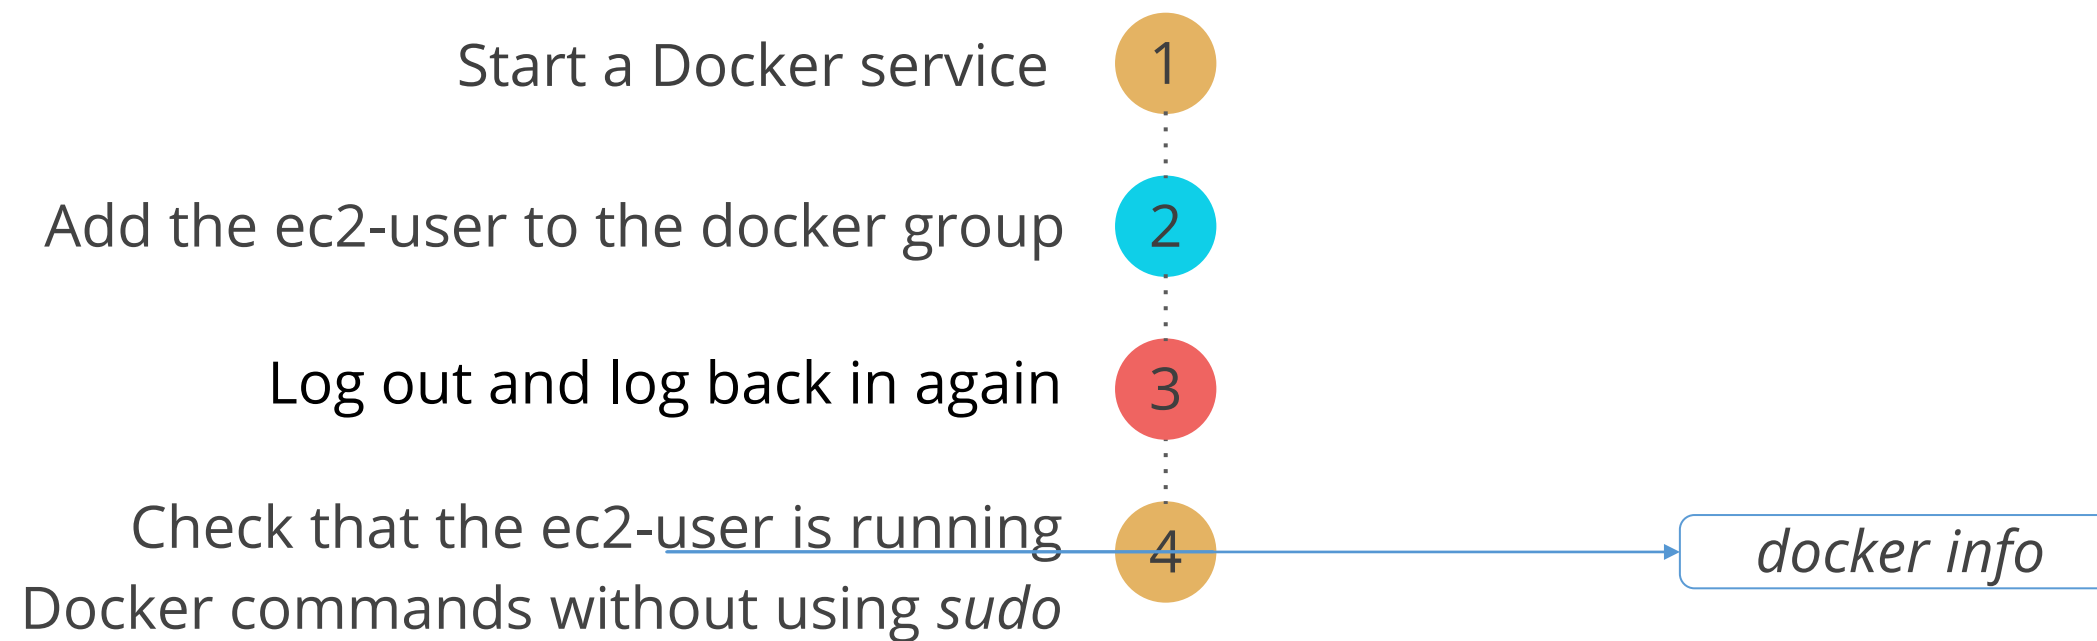 Start a Docker service 1
Add the ec2-user to the docker group 2
Log out and log back in again 3
Check that the ec2-user is running 4 docker info
Docker commands without using sudo